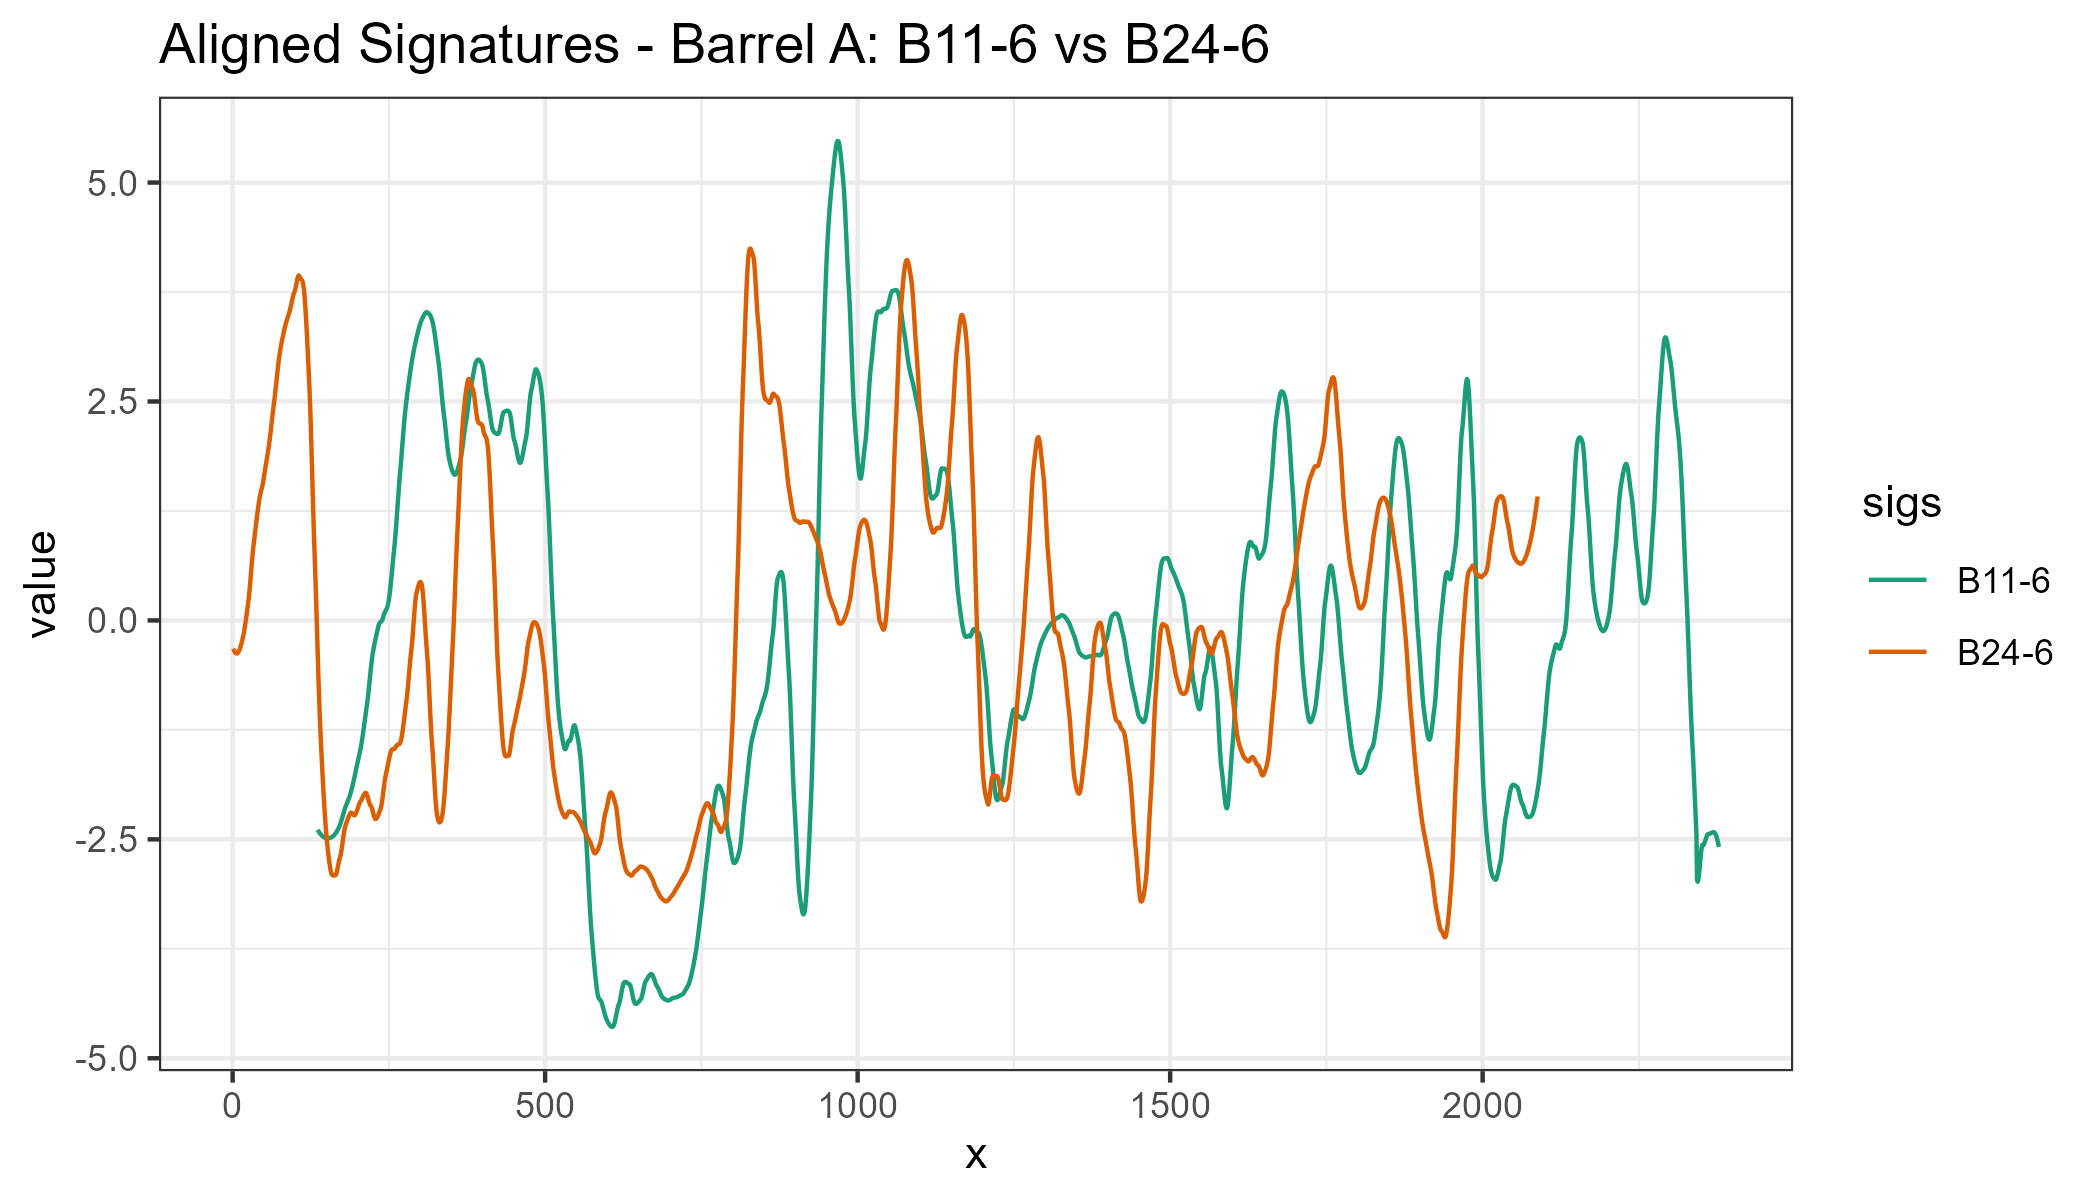 Aligned Signatures - Barrel A: B11-6 vs B24-6
value
5.0
2.5
0.0
-2.5
-5.0
0 500 1000 1500 2000
x
sigs
B11-6
B24-6